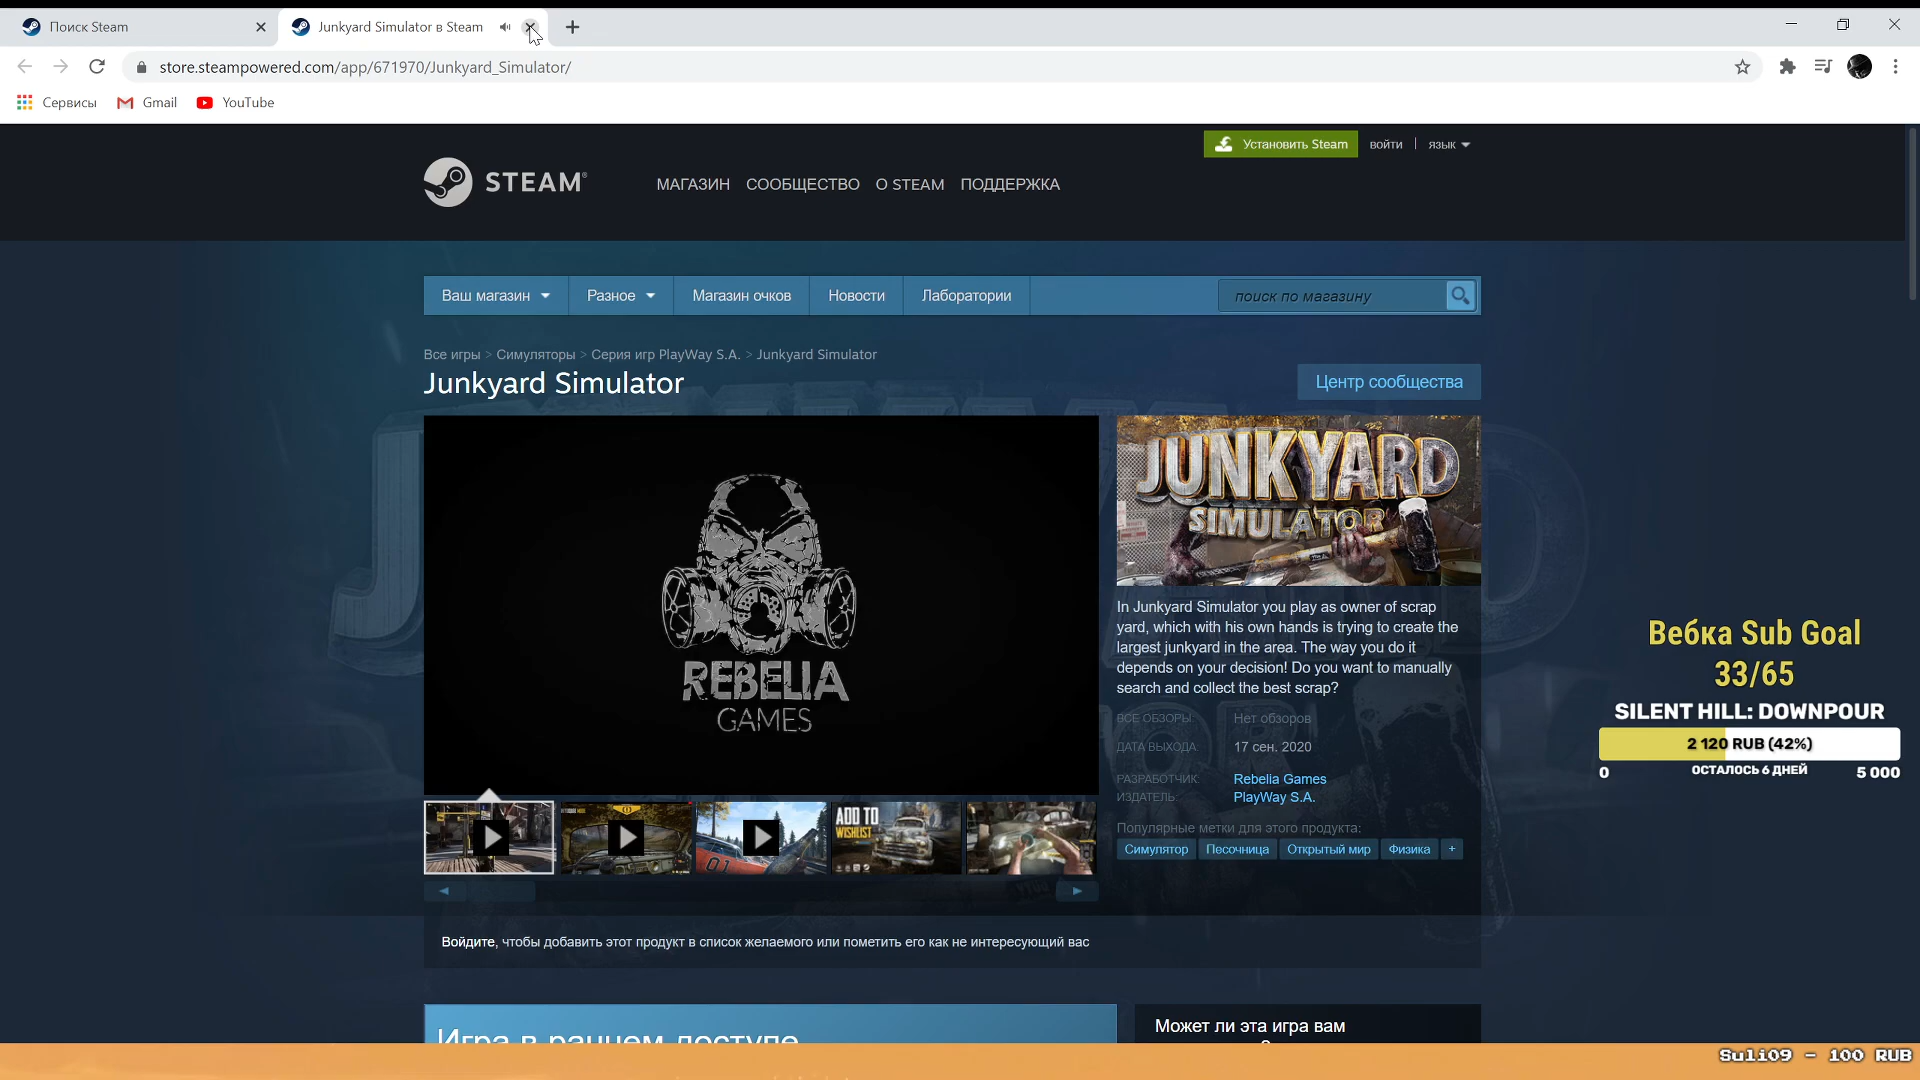 Поиск Steam
Junkyard Simulator в Steam
store.steampowered.com/app/671970/Junkyard_Simulator/
Сервисы
Gmail
YouTube
Установить Steam
войти
язык
STEAM®
МАГАЗИН
СООБЩЕСТВО
О STEAM
ПОДДЕРЖКА
Ваш магазин
Разное
Магазин очков
Новости
Лаборатории
поиск по магазину
Все игры > Симуляторы > Серия игр PlayWay S.A. > Junkyard Simulator
Junkyard Simulator
Центр сообщества
REBELIA
GAMES
JUNKYARD
SIMULATOR
In Junkyard Simulator you play as owner of scrap
yard, which with his own hands is trying to create the
largest junkyard in the area. The way you do it
depends on your decision! Do you want to manually
search and collect the best scrap?
ВСЕ ОБЗОРЫ:
Нет обзоров
ДАТА ВЫХОДА:
17 сен. 2020
РАЗРАБОТЧИК:
Rebelia Games
ИЗДАТЕЛЬ:
PlayWay S.A.
Популярные метки для этого продукта:
Симулятор
Песочница
Открытый мир
Физика
+
01
ADD TO
WISHLIST
Войдите, чтобы добавить этот продукт в список желаемого или пометить его как не интересующий вас
Игра в раннем доступе
Может ли эта игра вам
Вебка Sub Goal
33/65
SILENT HILL: DOWNPOUR
2 120 RUB (42%)
0
ОСТАЛОСЬ 6 ДНЕЙ
5 000
Suli09 - 100 RUB